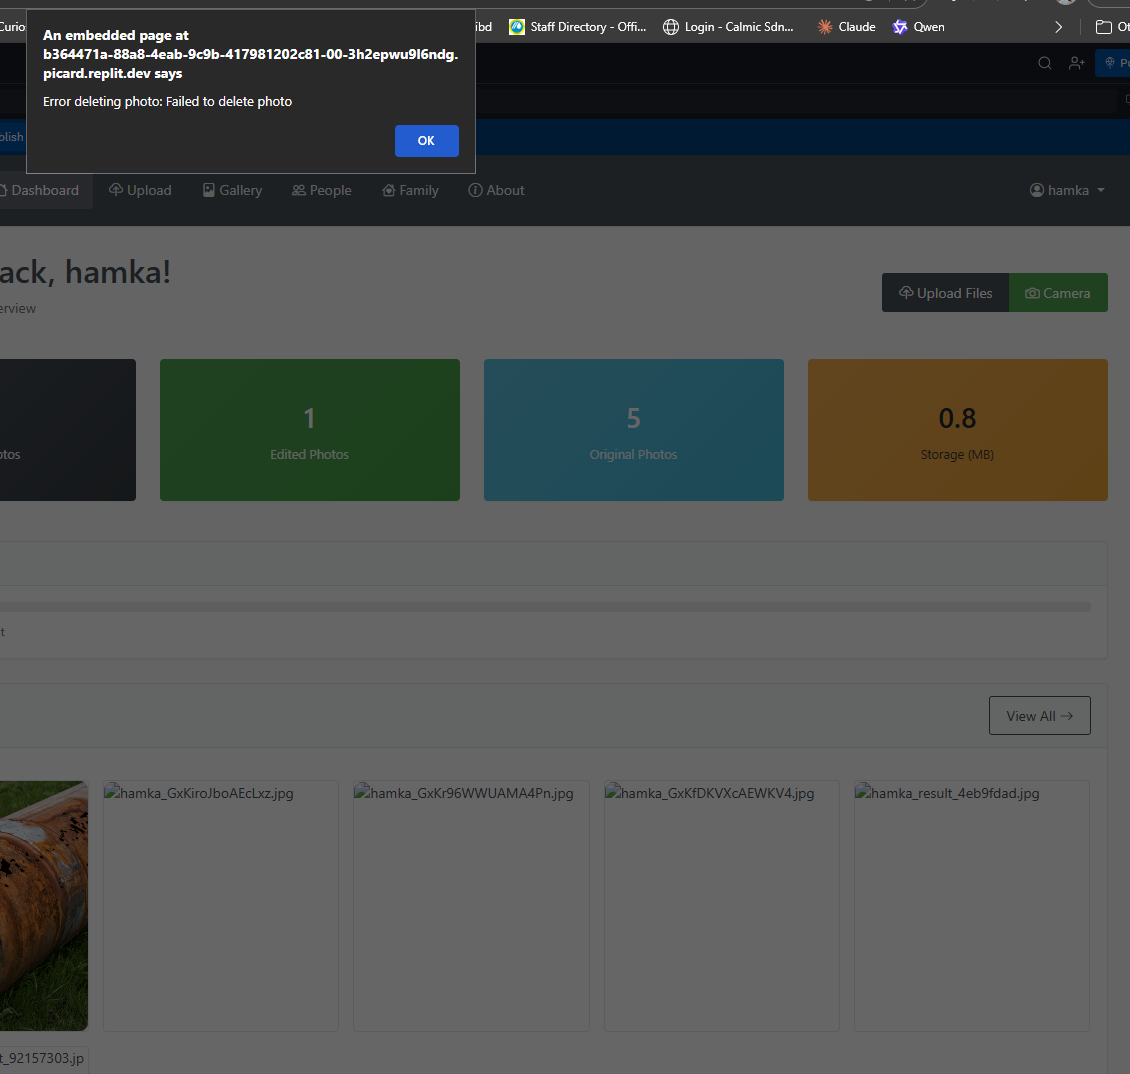 Curio
ibd
Staff Directory - Offi...
Login - Calmic Sdn...
Claude
Qwen
An embedded page at
b364471a-88a8-4eab-9c9b-417981202c81-00-3h2epwu9l6ndg.
picard.replit.dev says
Error deleting photo: Failed to delete photo
OK
blish
Dashboard
Upload
Gallery
People
Family
About
hamka
ack, hamka!
erview
Upload Files
Camera
otos
1
Edited Photos
5
Original Photos
0.8
Storage (MB)
t
View All
hamka_GxKiroJboAEcLxz.jpg
hamka_GxKr96WWUAMA4Pn.jpg
hamka_GxKfDKVXcAEWKV4.jpg
hamka_result_4eb9fdad.jpg
t_92157303.jp